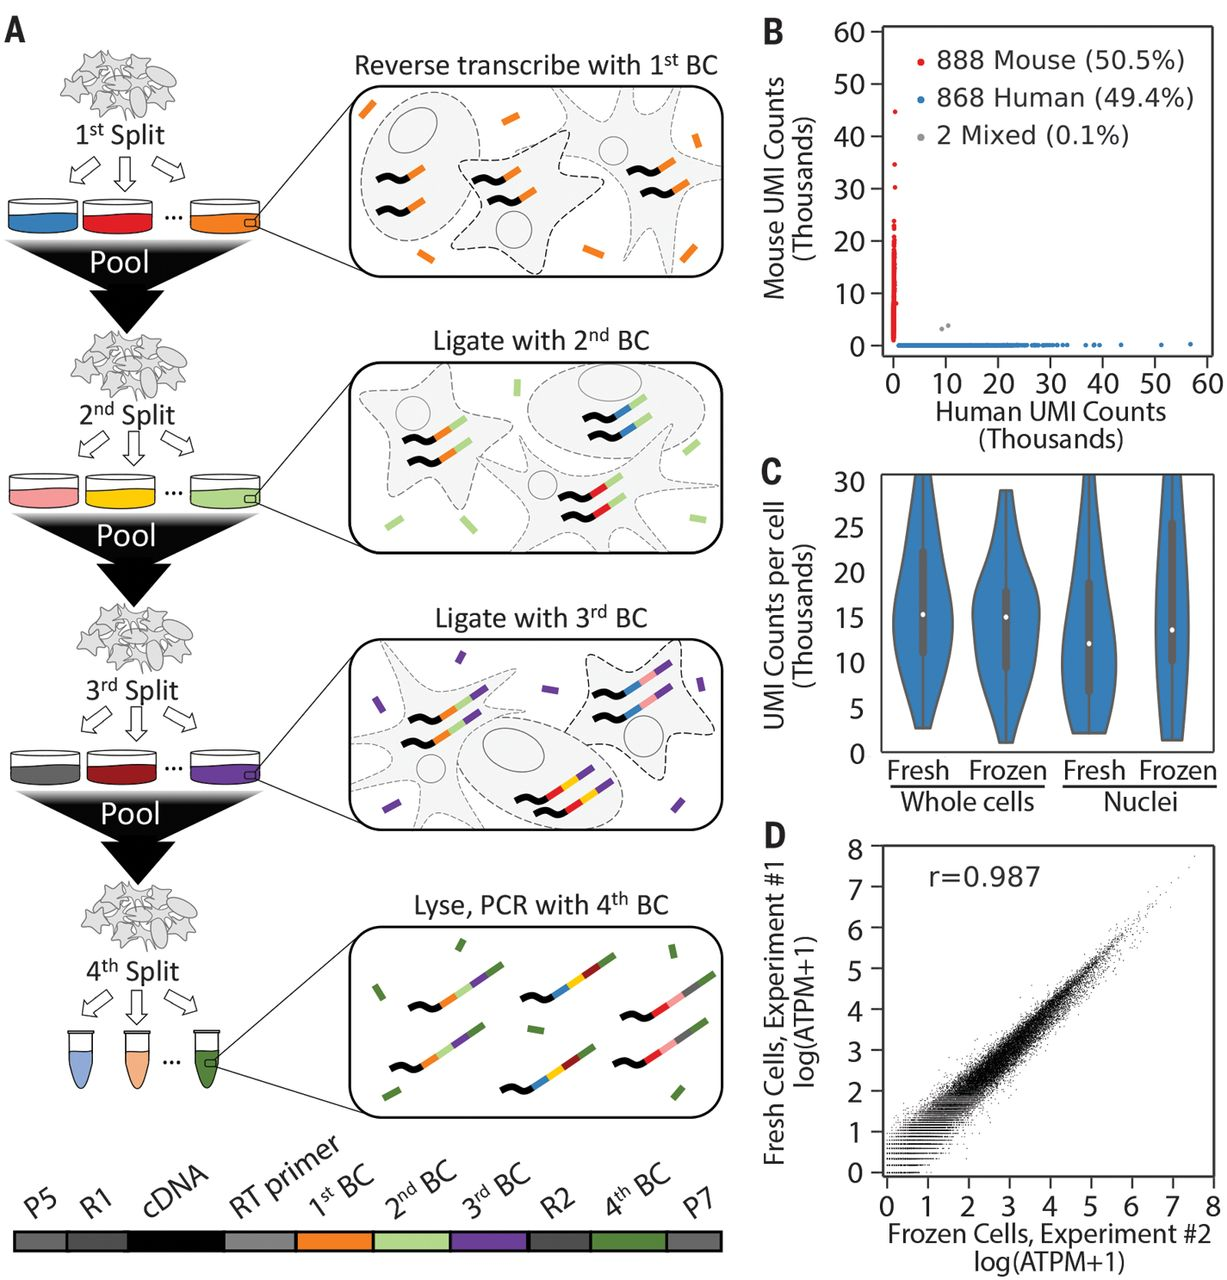 A
1st Split
...
Pool
2nd Split
...
Pool
3rd Split
...
Pool
4th Split
...
Reverse transcribe with 1st BC
Ligate with 2nd BC
Ligate with 3rd BC
Lyse, PCR with 4th BC
P5 R1 cDNA RT primer 1st BC 2nd BC 3rd BC R2 4th BC P7
B
Mouse UMI Counts
(Thousands)
60
50
40
30
20
10
0
888 Mouse (50.5%)
868 Human (49.4%)
2 Mixed (0.1%)
0 10 20 30 40 50 60
Human UMI Counts
(Thousands)
C
UMI Counts per cell
(Thousands)
30
25
20
15
10
5
0
Fresh Frozen Fresh Frozen
Whole cells Nuclei
D
Fresh Cells, Experiment #1
log(ATPM+1)
8
7
6
5
4
3
2
1
0
r=0.987
0 1 2 3 4 5 6 7 8
Frozen Cells, Experiment #2
log(ATPM+1)